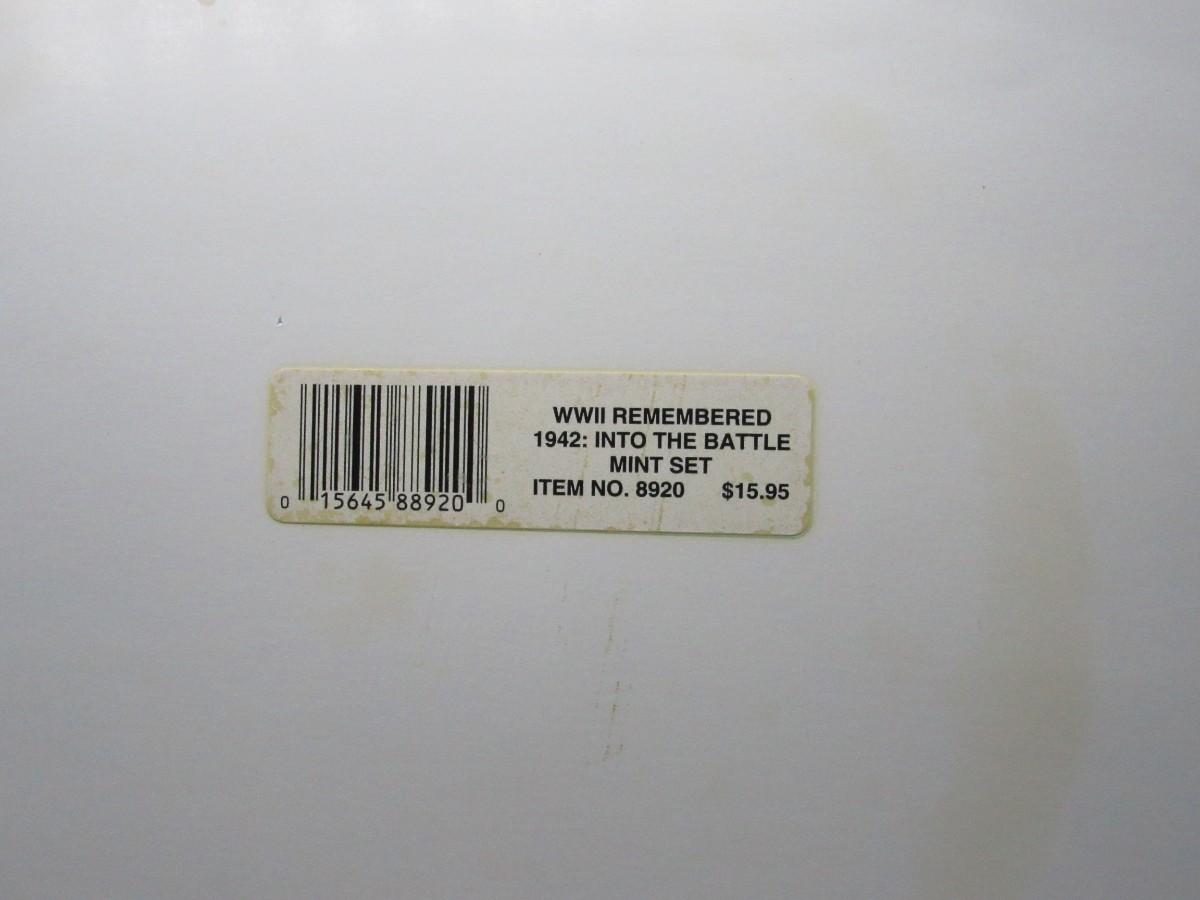 WWII REMEMBERED
1942: INTO THE BATTLE
MINT SET
ITEM NO. 8920 $15.95
0 15645 88920 0